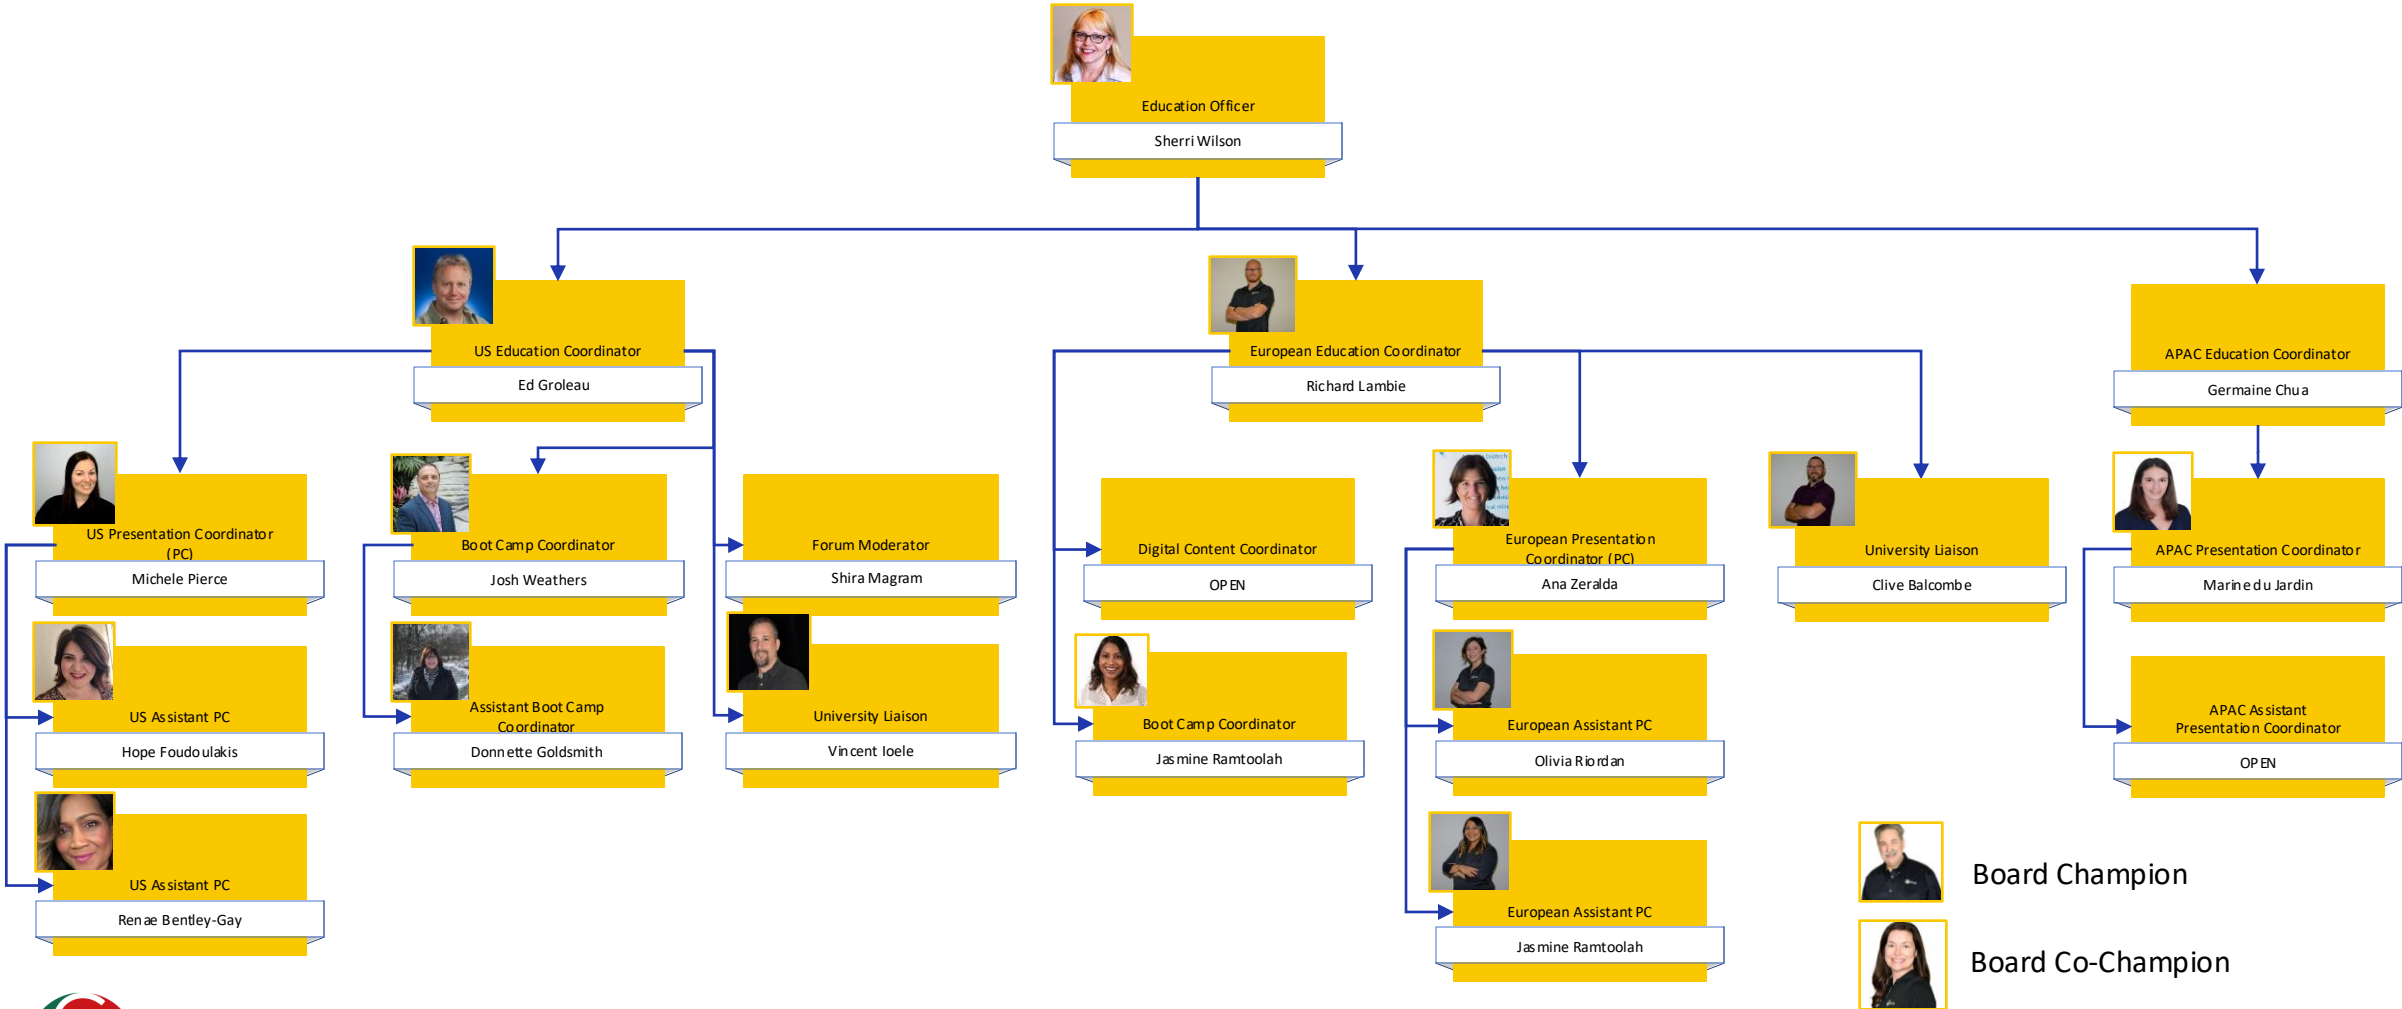 Education Officer
Sherri Wilson
US Education Coordinator
Ed Groleau
European Education Coordinator
Richard Lambie
APAC Education Coordinator
Germaine Chua
US Presentation Coordinator
(PC)
Michele Pierce
Boot Camp Coordinator
Josh Weathers
Forum Moderator
Shira Magram
Digital Content Coordinator
OPEN
European Presentation
Coordinator (PC)
Ana Zeralda
University Liaison
Clive Balcombe
APAC Presentation Coordinator
Marine du Jardin
US Assistant PC
Hope Foudoulakis
Assistant Boot Camp
Coordinator
Donnette Goldsmith
University Liaison
Vincent Ioele
Boot Camp Coordinator
Jasmine Ramtoolah
European Assistant PC
Olivia Riordan
APAC Assistant
Presentation Coordinator
OPEN
US Assistant PC
Renae Bentley-Gay
European Assistant PC
Jasmine Ramtoolah
Board Champion
Board Co-Champion